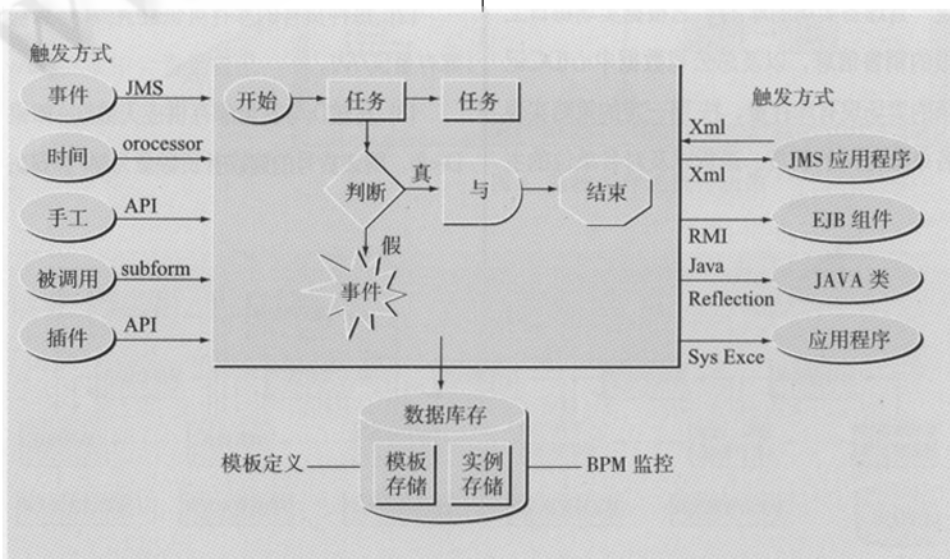 触发方式
事件
JMS
时间
orocessor
手工
API
被调用
subform
插件
API
开始
任务
任务
判断
真
与
结束
假
事件
触发方式
Xml
Xml
JMS 应用程序
RMI
EJB 组件
Java
Reflection
JAVA 类
Sys Exce
应用程序
数据库存
模板定义
模板
存储
实例
存储
BPM 监控